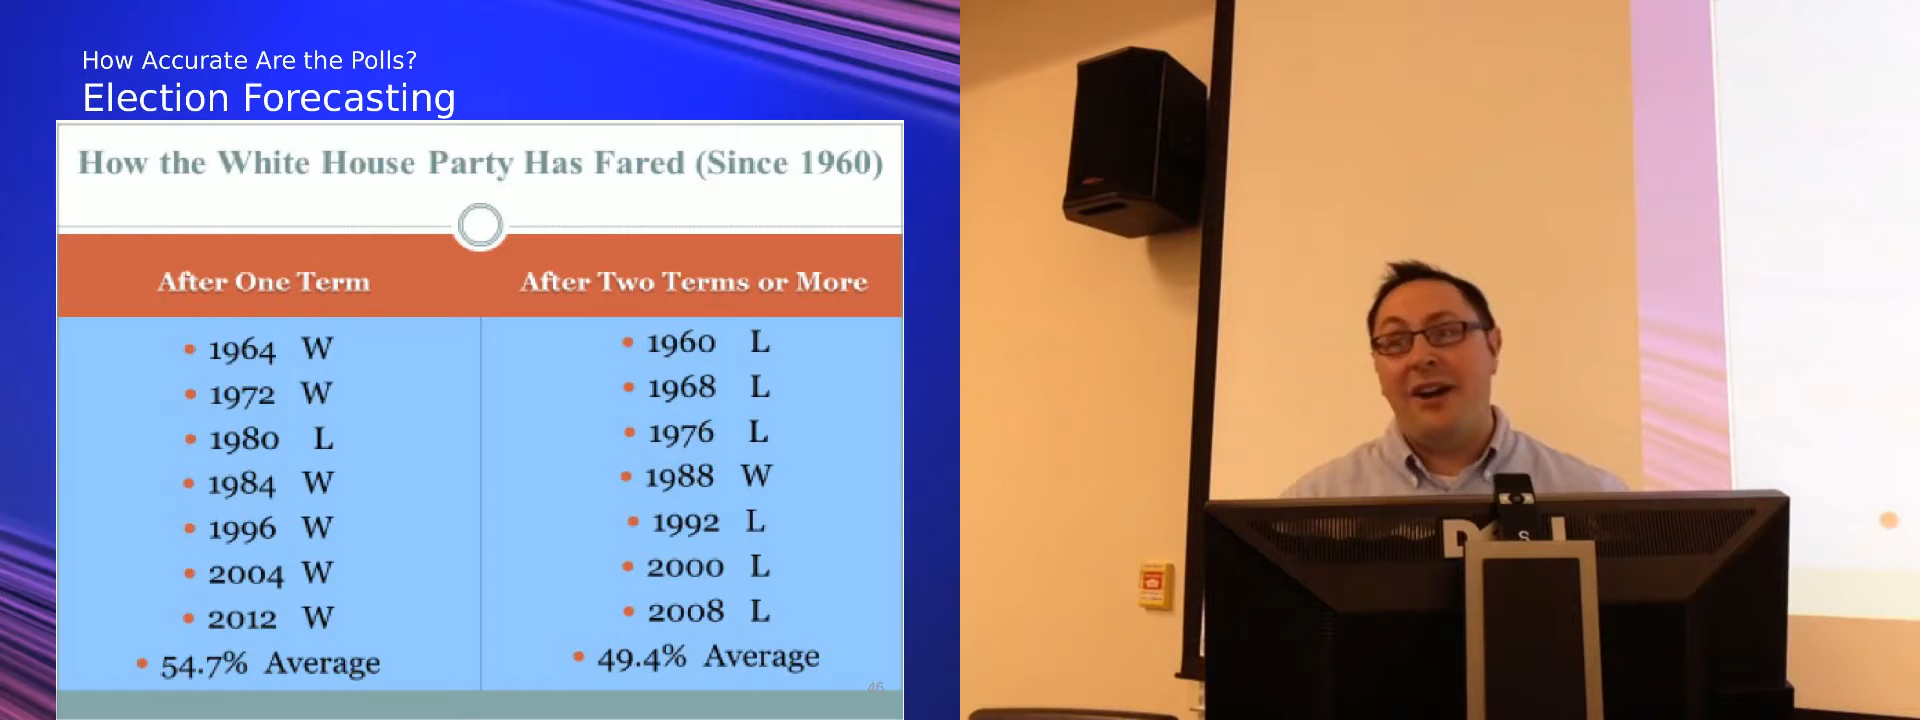 How Accurate Are the Polls?
Election Forecasting
How the White House Party Has Fared (Since 1960)
After One Term
• 1964 W
• 1972 W
• 1980 L
• 1984 W
• 1996 W
• 2004 W
• 2012 W
• 54.7% Average
After Two Terms or More
• 1960 L
• 1968 L
• 1976 L
• 1988 W
• 1992 L
• 2000 L
• 2008 L
• 49.4% Average
46